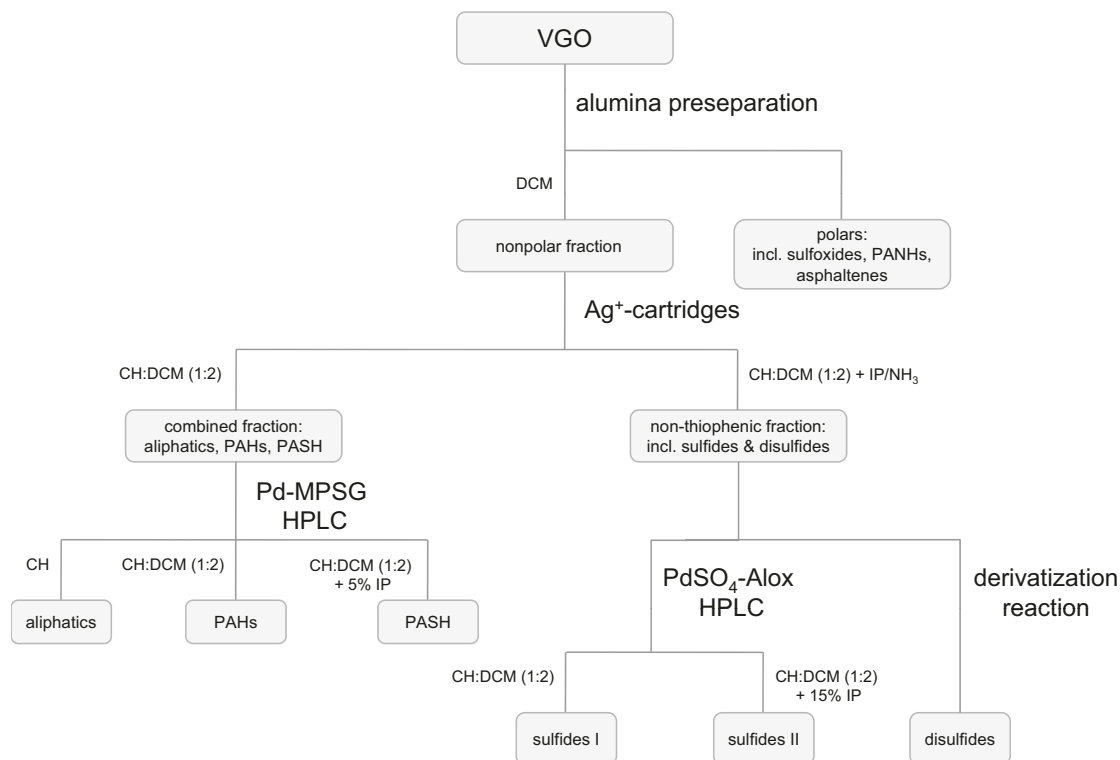 VGO
alumina preseparation
DCM
nonpolar fraction
polars:
incl. sulfoxides, PANHs,
asphaltenes
Ag⁺-cartridges
CH:DCM (1:2)
CH:DCM (1:2) + IP/NH₃
combined fraction:
aliphatics, PAHs, PASH
non-thiophenic fraction:
incl. sulfides & disulfides
Pd-MPSG
HPLC
CH
CH:DCM (1:2)
CH:DCM (1:2)
+ 5% IP
aliphatics
PAHs
PASH
PdSO₄-Alox
HPLC
derivatization
reaction
CH:DCM (1:2)
CH:DCM (1:2)
+ 15% IP
sulfides I
sulfides II
disulfides